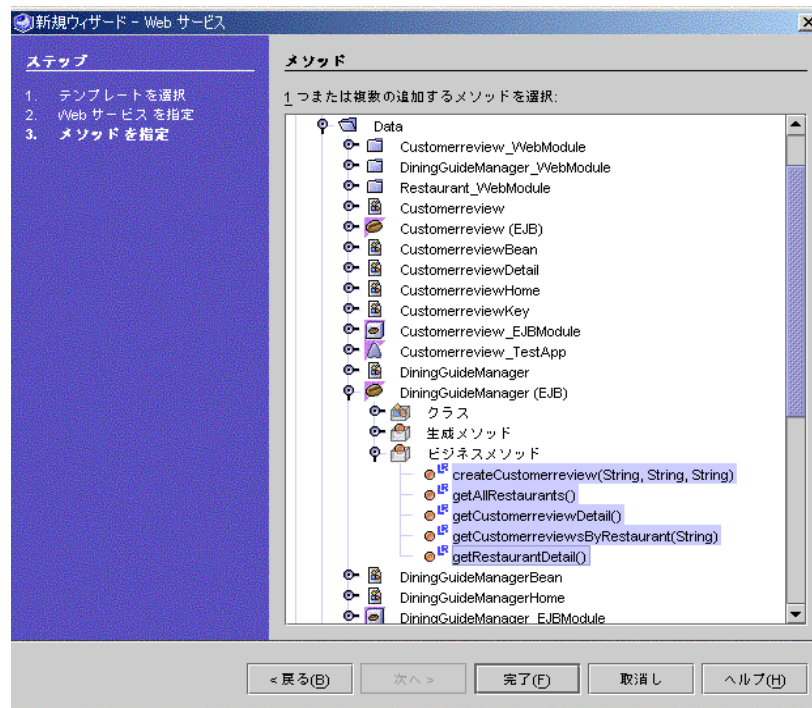 新規ウィザード - Web サービス
ステップ
1. テンプレートを選択
2. Web サービス を指定
3. メソッド を指定
メソッド
1 つまたは複数の追加するメソッドを選択:
Data
Customerreview_WebModule
DiningGuideManager_WebModule
Restaurant_WebModule
Customerreview
Customerreview (EJB)
CustomerreviewBean
CustomerreviewDetail
CustomerreviewHome
CustomerreviewKey
Customerreview_EJBModule
Customerreview_TestApp
DiningGuideManager
DiningGuideManager (EJB)
クラス
生成メソッド
ビジネスメソッド
LR createCustomerreview(String, String, String)
LR getAllRestaurants()
LR getCustomerreviewDetail()
LR getCustomerreviewsByRestaurant(String)
LR getRestaurantDetail()
DiningGuideManagerBean
DiningGuideManagerHome
DiningGuideManager_EJBModule
< 戻る(B) 次へ > 完了(F) 取消し ヘルプ(H)